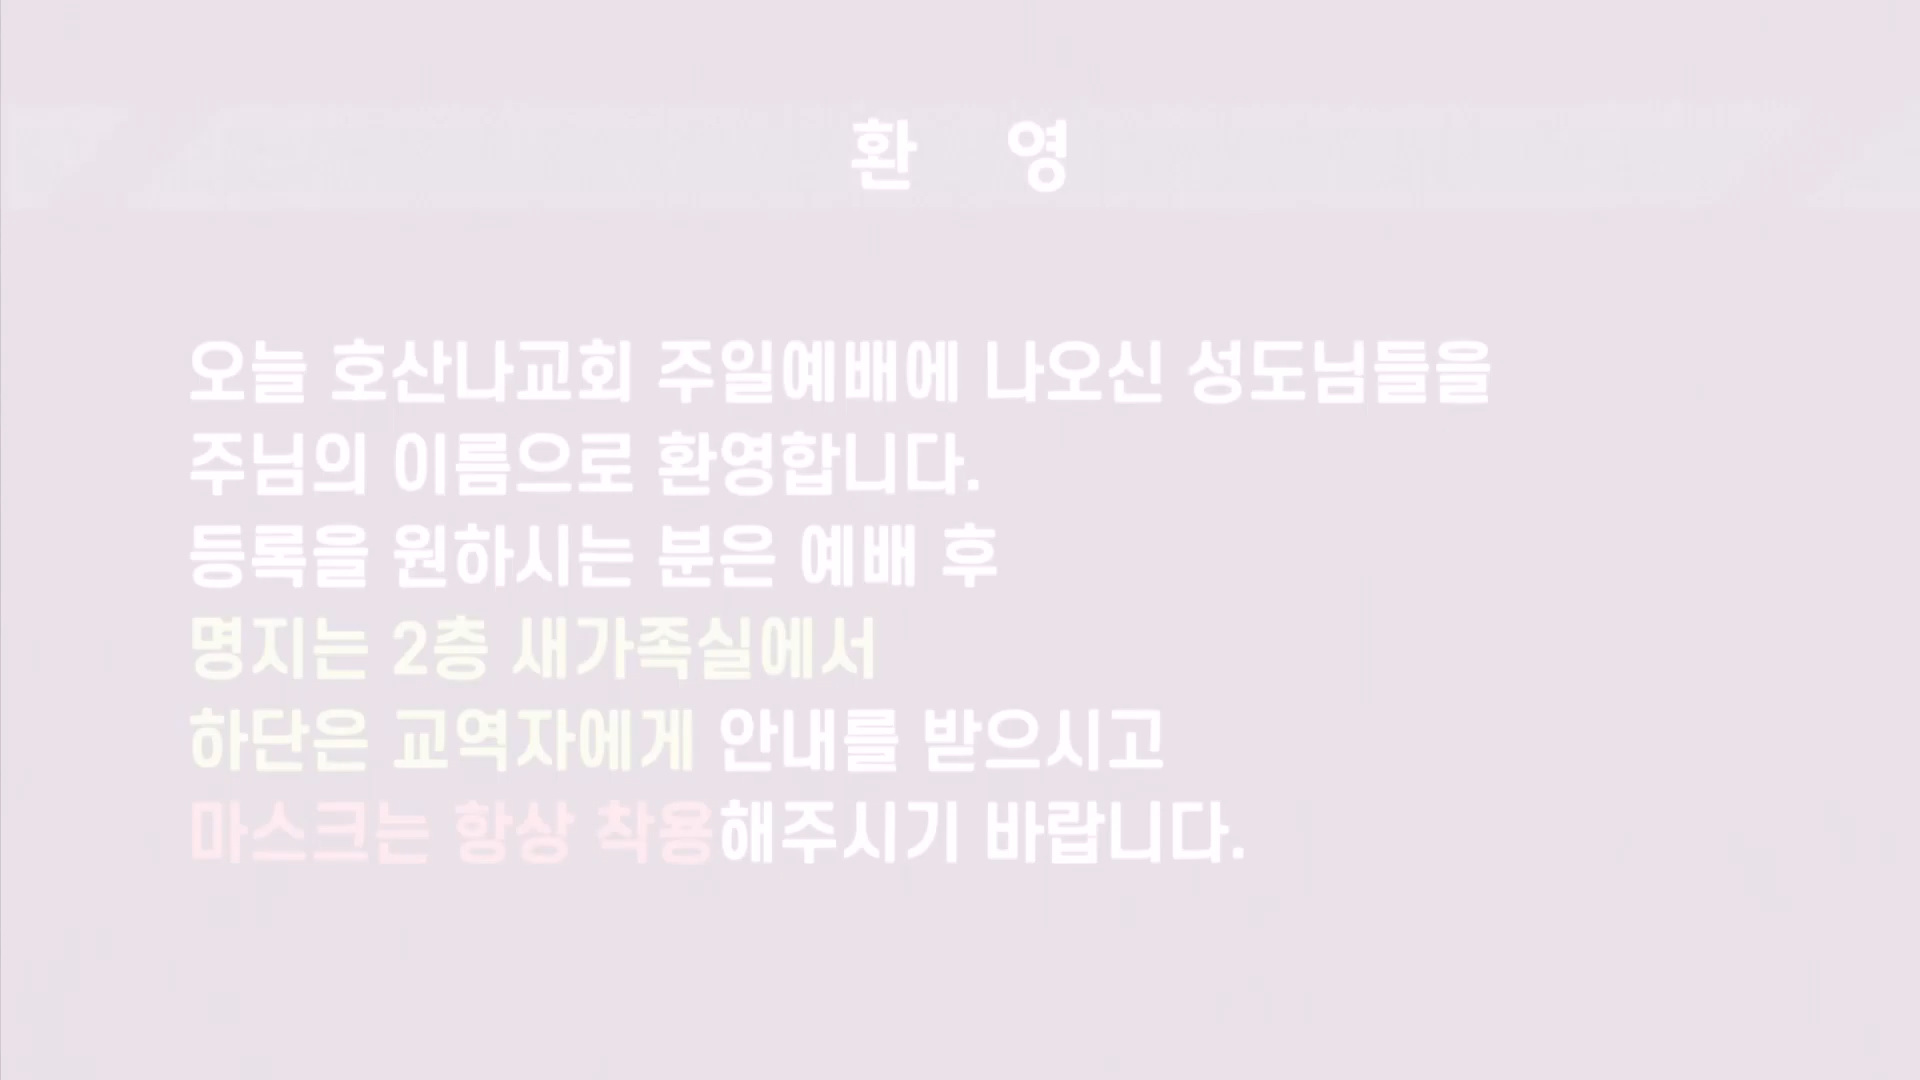 환 영
오늘 호산나교회 주일예배에 나오신 성도님들을
주님의 이름으로 환영합니다.
등록을 원하시는 분은 예배 후
명지는 2층 새가족실에서
하단은 교역자에게 안내를 받으시고
마스크는 항상 착용해주시기 바랍니다.